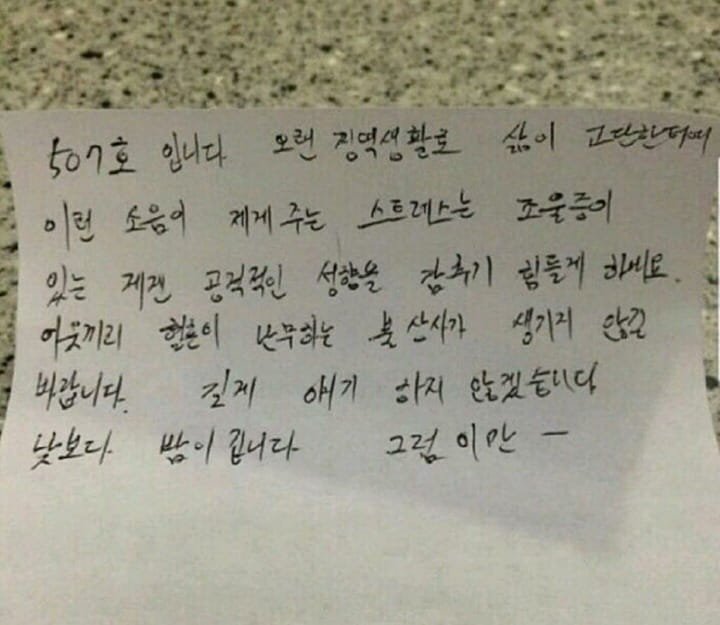 507호 입니다 오랜 징역생활로 삶이 고단한데다
이런 소음이 제게 주는 스트레스는 조울증이
있는 제겐 공격적인 성향을 감추기 힘들게 하네요.
이웃끼리 혈흔이 난무하는 불 산사가 생기지 않길
바랍니다. 길게 얘기 하지 않겠습니다
낮보다 밤이 깁니다 그럼 이만 ー